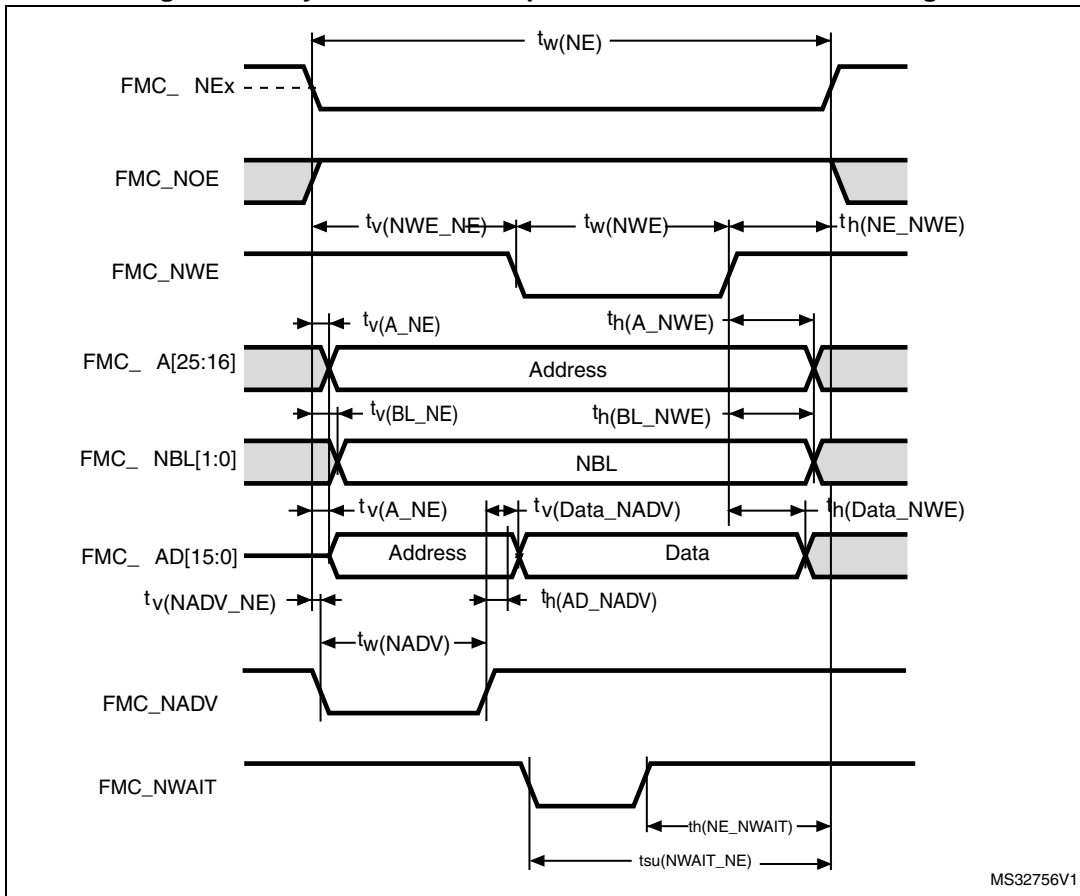 tw(NE)
FMC_ NEx
FMC_NOE
tv(NWE_NE) tw(NWE) th(NE_NWE)
FMC_NWE
tv(A_NE) th(A_NWE)
FMC_ A[25:16] Address
tv(BL_NE) th(BL_NWE)
FMC_ NBL[1:0] NBL
tv(A_NE) tv(Data_NADV) th(Data_NWE)
FMC_ AD[15:0] Address Data
tv(NADV_NE) th(AD_NADV)
tw(NADV)
FMC_NADV
FMC_NWAIT
th(NE_NWAIT)
tsu(NWAIT_NE)
MS32756V1